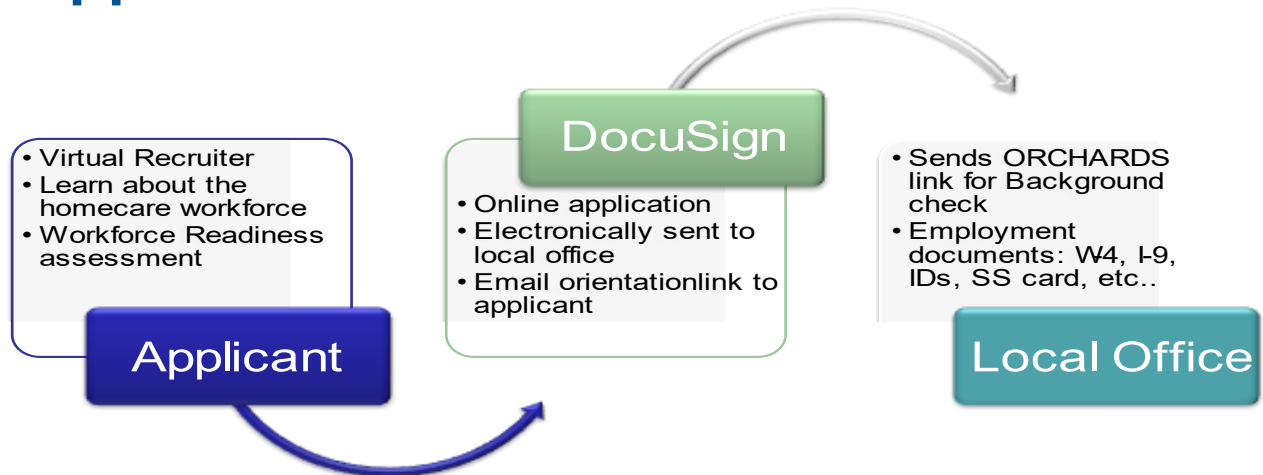 • Virtual Recruiter
• Learn about the
homecare workforce
• Workforce Readiness
assessment
Applicant
DocuSign
• Online application
• Electronically sent to
local office
• Email orientationlink to
applicant
• Sends ORCHARDS
link for Background
check
• Employment
documents: W-4, I-9,
IDs, SS card, etc..
Local Office